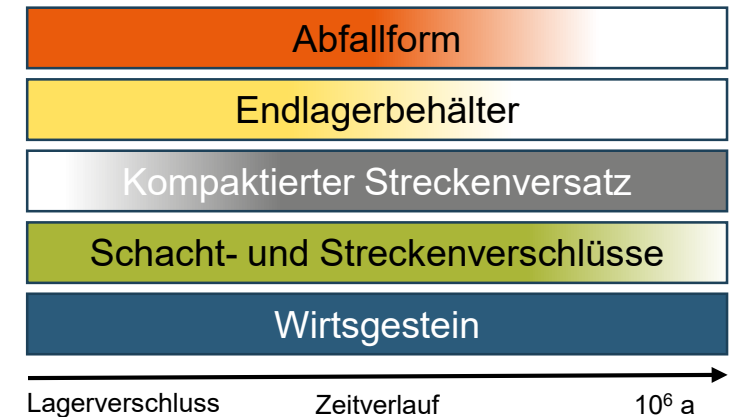 Abfallform
Endlagerbehälter
Kompaktierter Streckenversatz
Schacht- und Streckenverschlüsse
Wirtsgestein
Lagerverschluss Zeitverlauf 10⁶ a